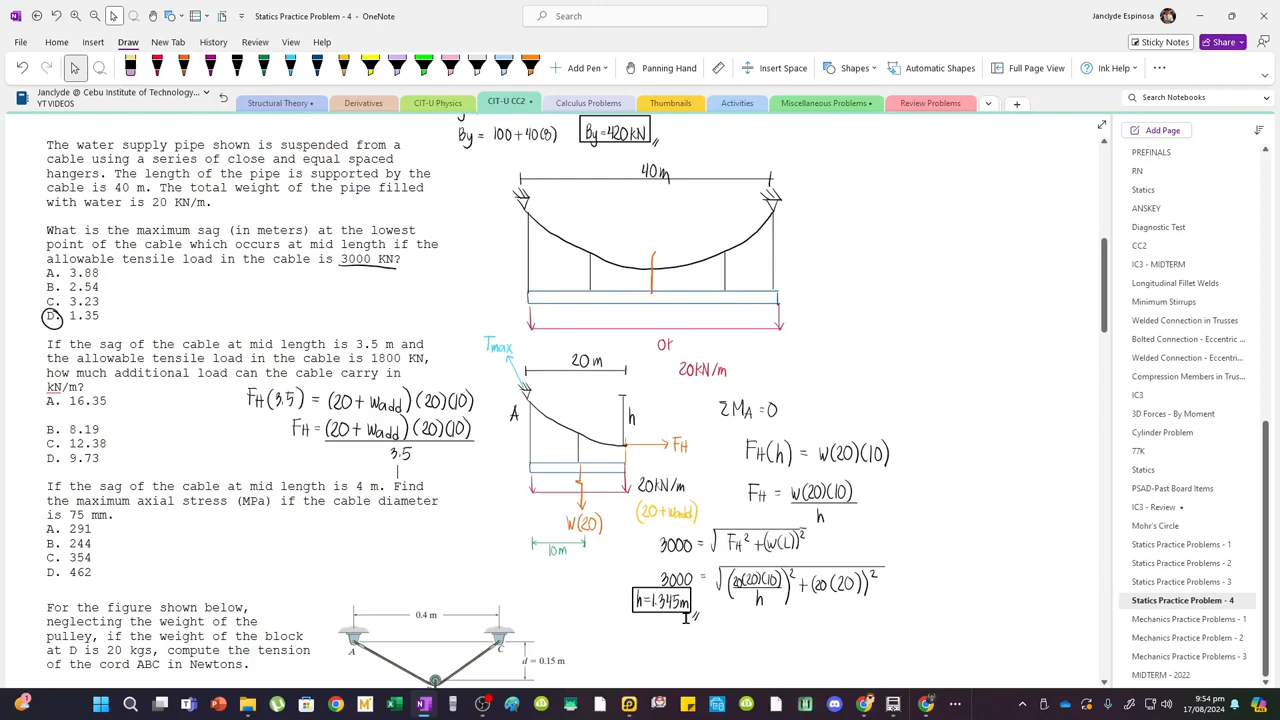 Statics Practice Problem - 4 - OneNote
Search
Janclyde Espinosa
File Home Insert Draw New Tab History Review View Help
Sticky Notes
Share
Add Pen
Panning Hand
Insert Space
Shapes
Automatic Shapes
Full Page View
Ink Help
Janclyde @ Cebu Institute of Technology...
YT VIDEOS
Structural Theory
Derivatives
CIT-U Physics
CIT-U CC2
Calculus Problems
Thumbnails
Activities
Miscellaneous Problems
Review Problems
Search Notebooks
By = 100+40(8) By=420kN
The water supply pipe shown is suspended from a
cable using a series of close and equal spaced
hangers. The length of the pipe is supported by the
cable is 40 m. The total weight of the pipe filled
with water is 20 KN/m.
What is the maximum sag (in meters) at the lowest
point of the cable which occurs at mid length if the
allowable tensile load in the cable is 3000 KN?
A. 3.88
B. 2.54
C. 3.23
D. 1.35
If the sag of the cable at mid length is 3.5 m and
the allowable tensile load in the cable is 1800 KN,
how much additional load can the cable carry in
kN/m?
A. 16.35
B. 8.19
C. 12.38
D. 9.73
FH(3.5) = (20 + wadd)(20)(10)
FH = (20 + wadd)(20)(10)
3.5
If the sag of the cable at mid length is 4 m. Find
the maximum axial stress (MPa) if the cable diameter
is 75 mm.
A. 291
B. 244
C. 354
D. 462
For the figure shown below,
neglecting the weight of the
pulley, if the weight of the block
at D is 20 kgs, compute the tension
of the cord ABC in Newtons.
0.4 m
A
C
d = 0.15 m
40m
or
20kN/m
Tmax
20 m
A
h
FH
20kN/m
(20+wadd)
W(20)
10m
ΣMA=0
FH(h) = W(20)(10)
FH = W(20)(10)
h
3000 = √FH² + (W(L))²
3000 = √(20(20)(10)/h)² + (20(20))²
h=1.345m
Add Page
PREFINALS
RN
Statics
ANSKEY
Diagnostic Test
CC2
IC3 - MIDTERM
Longitudinal Fillet Welds
Minimum Stirrups
Welded Connection in Trusses
Bolted Connection - Eccentric ...
Welded Connection - Eccentric ...
Compression Members in Trus...
IC3
3D Forces - By Moment
Cylinder Problem
77K
Statics
PSAD-Past Board Items
IC3 - Review
Mohr's Circle
Statics Practice Problems - 1
Statics Practice Problems - 2
Statics Practice Problems - 3
Statics Practice Problem - 4
Mechanics Practice Problems - 1
Mechanics Practice Problem - 2
Mechanics Practice Problem - 3
MIDTERM - 2022
9:54 pm
17/08/2024